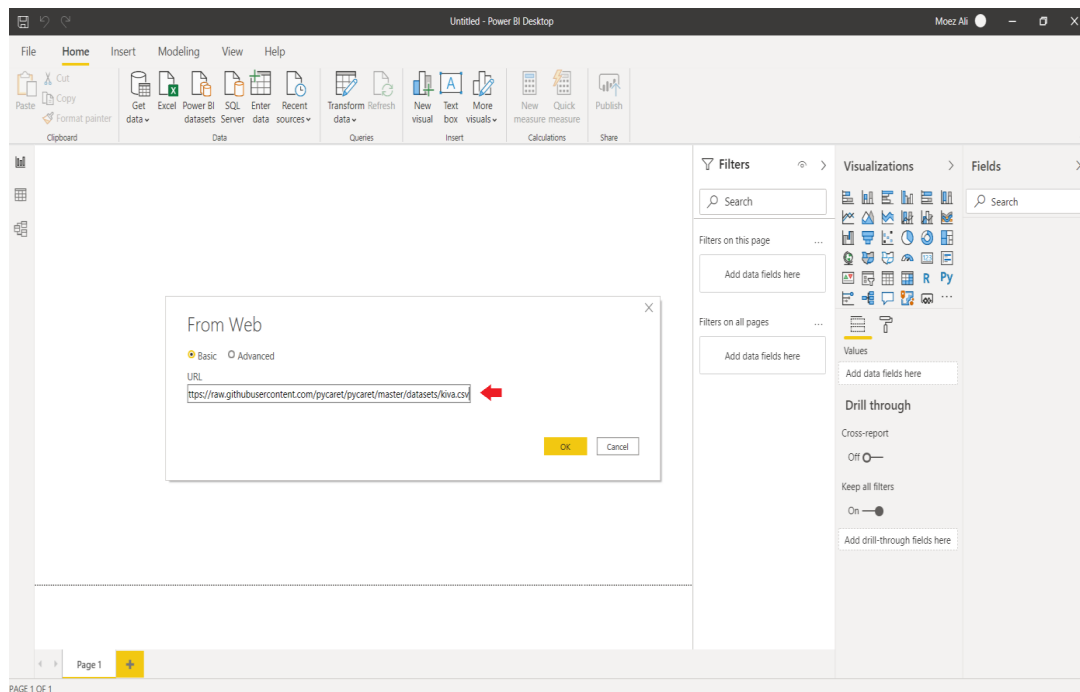 Untitled - Power BI Desktop
Moez Ali
File Home Insert Modeling View Help
Paste
Cut
Copy
Format painter
Clipboard
Get data
Excel
Power BI datasets
SQL Server
Enter data
Recent sources
Data
Transform data
Refresh
Queries
New visual
Text box
More visuals
Insert
New measure
Quick measure
Calculations
Publish
Share
Filters
Search
Filters on this page ...
Add data fields here
Filters on all pages ...
Add data fields here
Visualizations
R Py
...
Values
Add data fields here
Drill through
Cross-report
Off
Keep all filters
On
Add drill-through fields here
Fields
Search
From Web
Basic Advanced
URL
ttps://raw.githubusercontent.com/pycaret/pycaret/master/datasets/kiva.csv
OK Cancel
Page 1
PAGE 1 OF 1